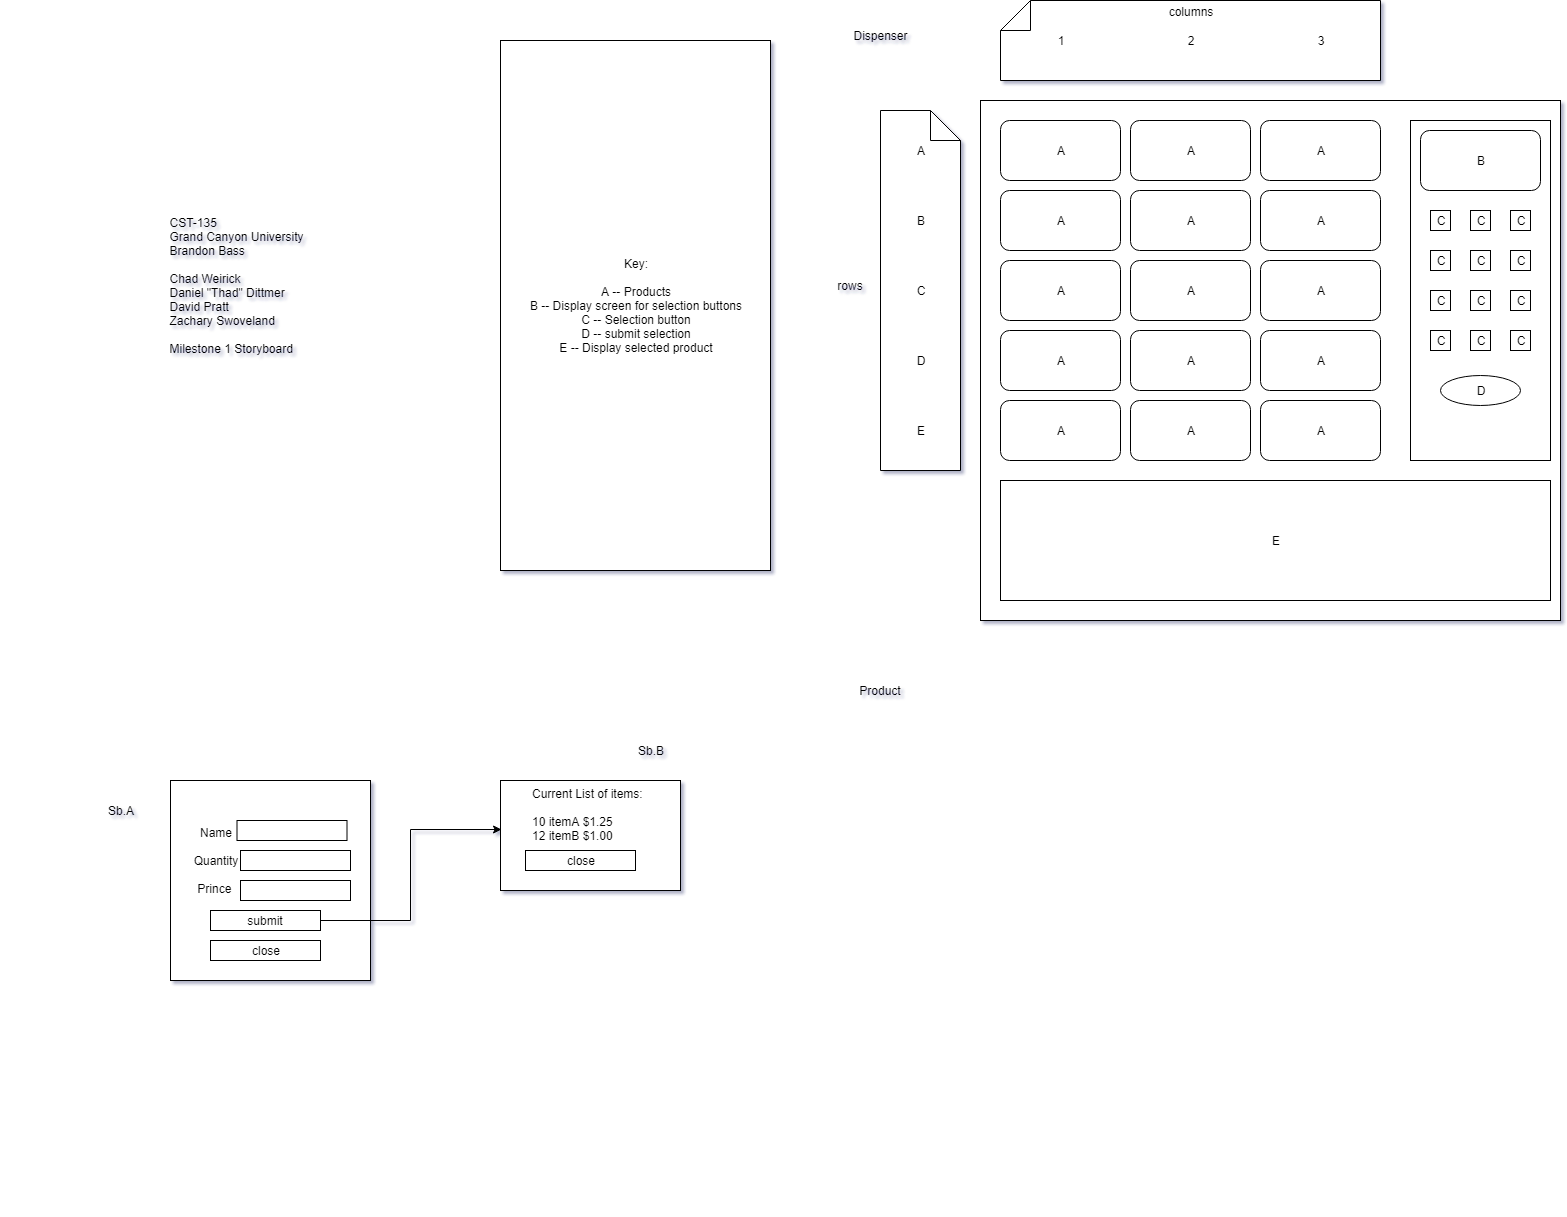 columns
1 2 3
Dispenser
CST-135
Grand Canyon University
Brandon Bass
Chad Weirick
Daniel "Thad" Dittmer
David Pratt
Zachary Swoveland
Milestone 1 Storyboard
Key:
A -- Products
B -- Display screen for selection buttons
C -- Selection button
D -- submit selection
E -- Display selected product
rows
A
B
C
D
E
A A A
A A A
A A A
A A A
A A A
B
C C C
C C C
C C C
C C C
D
E
Product
Sb.A
Name
Quantity
Prince
submit
close
Sb.B
Current List of items:
10 itemA $1.25
12 itemB $1.00
close